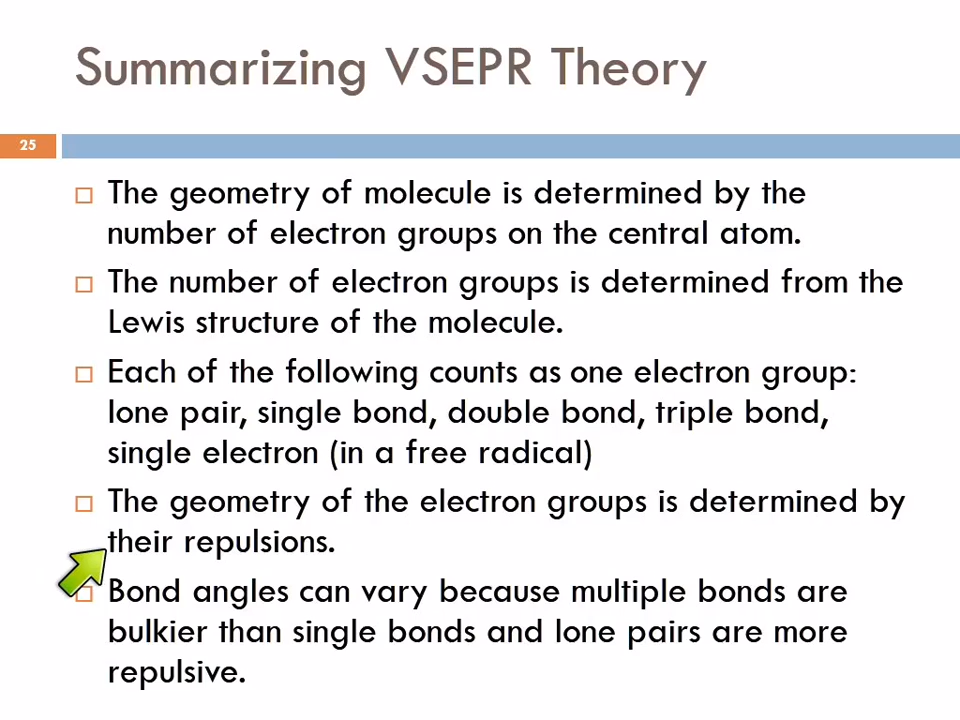 Summarizing VSEPR Theory
25
The geometry of molecule is determined by the
number of electron groups on the central atom.
The number of electron groups is determined from the
Lewis structure of the molecule.
Each of the following counts as one electron group:
lone pair, single bond, double bond, triple bond,
single electron (in a free radical)
The geometry of the electron groups is determined by
their repulsions.
Bond angles can vary because multiple bonds are
bulkier than single bonds and lone pairs are more
repulsive.